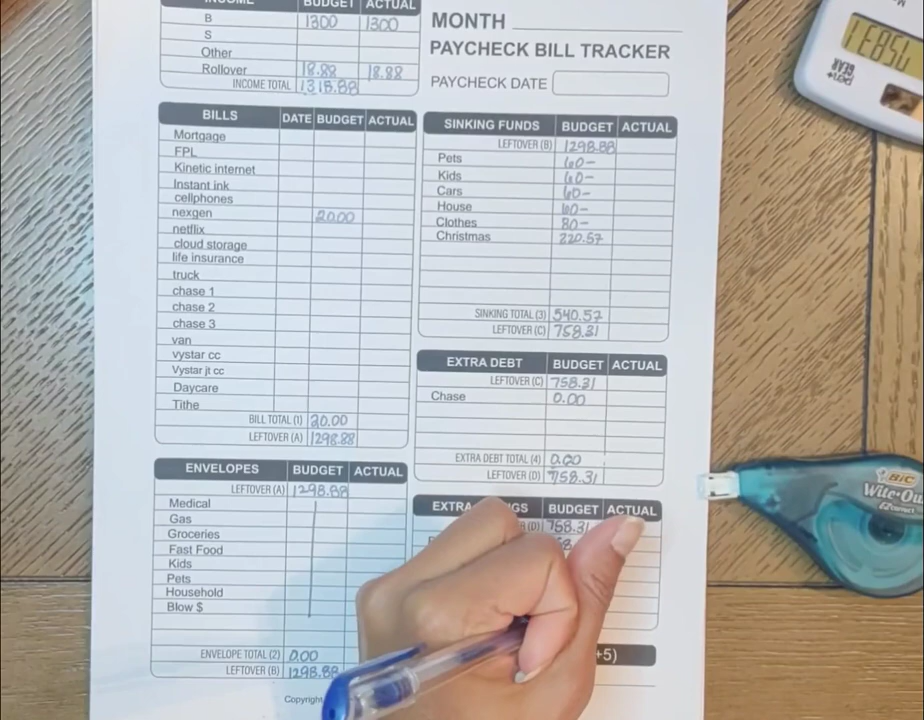 INCOME BUDGET ACTUAL
B 1300 1300
S
Other
Rollover 18.88 18.88
INCOME TOTAL 1318.88
MONTH
PAYCHECK BILL TRACKER
PAYCHECK DATE
BILLS DATE BUDGET ACTUAL
Mortgage
FPL
Kinetic internet
Instant ink
cellphones
nexgen 20.00
netflix
cloud storage
life insurance
truck
chase 1
chase 2
chase 3
van
vystar cc
Vystar jt cc
Daycare
Tithe
BILL TOTAL (1) 20.00
LEFTOVER (A) 1298.88
ENVELOPES BUDGET ACTUAL
LEFTOVER (A) 1298.88
Medical
Gas
Groceries
Fast Food
Kids
Pets
Household
Blow $
ENVELOPE TOTAL (2) 0.00
LEFTOVER (B) 1298.88
Copyright
SINKING FUNDS BUDGET ACTUAL
LEFTOVER (B) 1298.88
Pets 60-
Kids 60-
Cars 60-
House 60-
Clothes 80-
Christmas 220.57
SINKING TOTAL (3) 540.57
LEFTOVER (C) 758.31
EXTRA DEBT BUDGET ACTUAL
LEFTOVER (C) 758.31
Chase 0.00
EXTRA DEBT TOTAL (4) 0.00
LEFTOVER (D) 758.31
EXTRA GS BUDGET ACTUAL
(D) 758.31
+5)
pen+
GEAR
BIC
Wite-Out